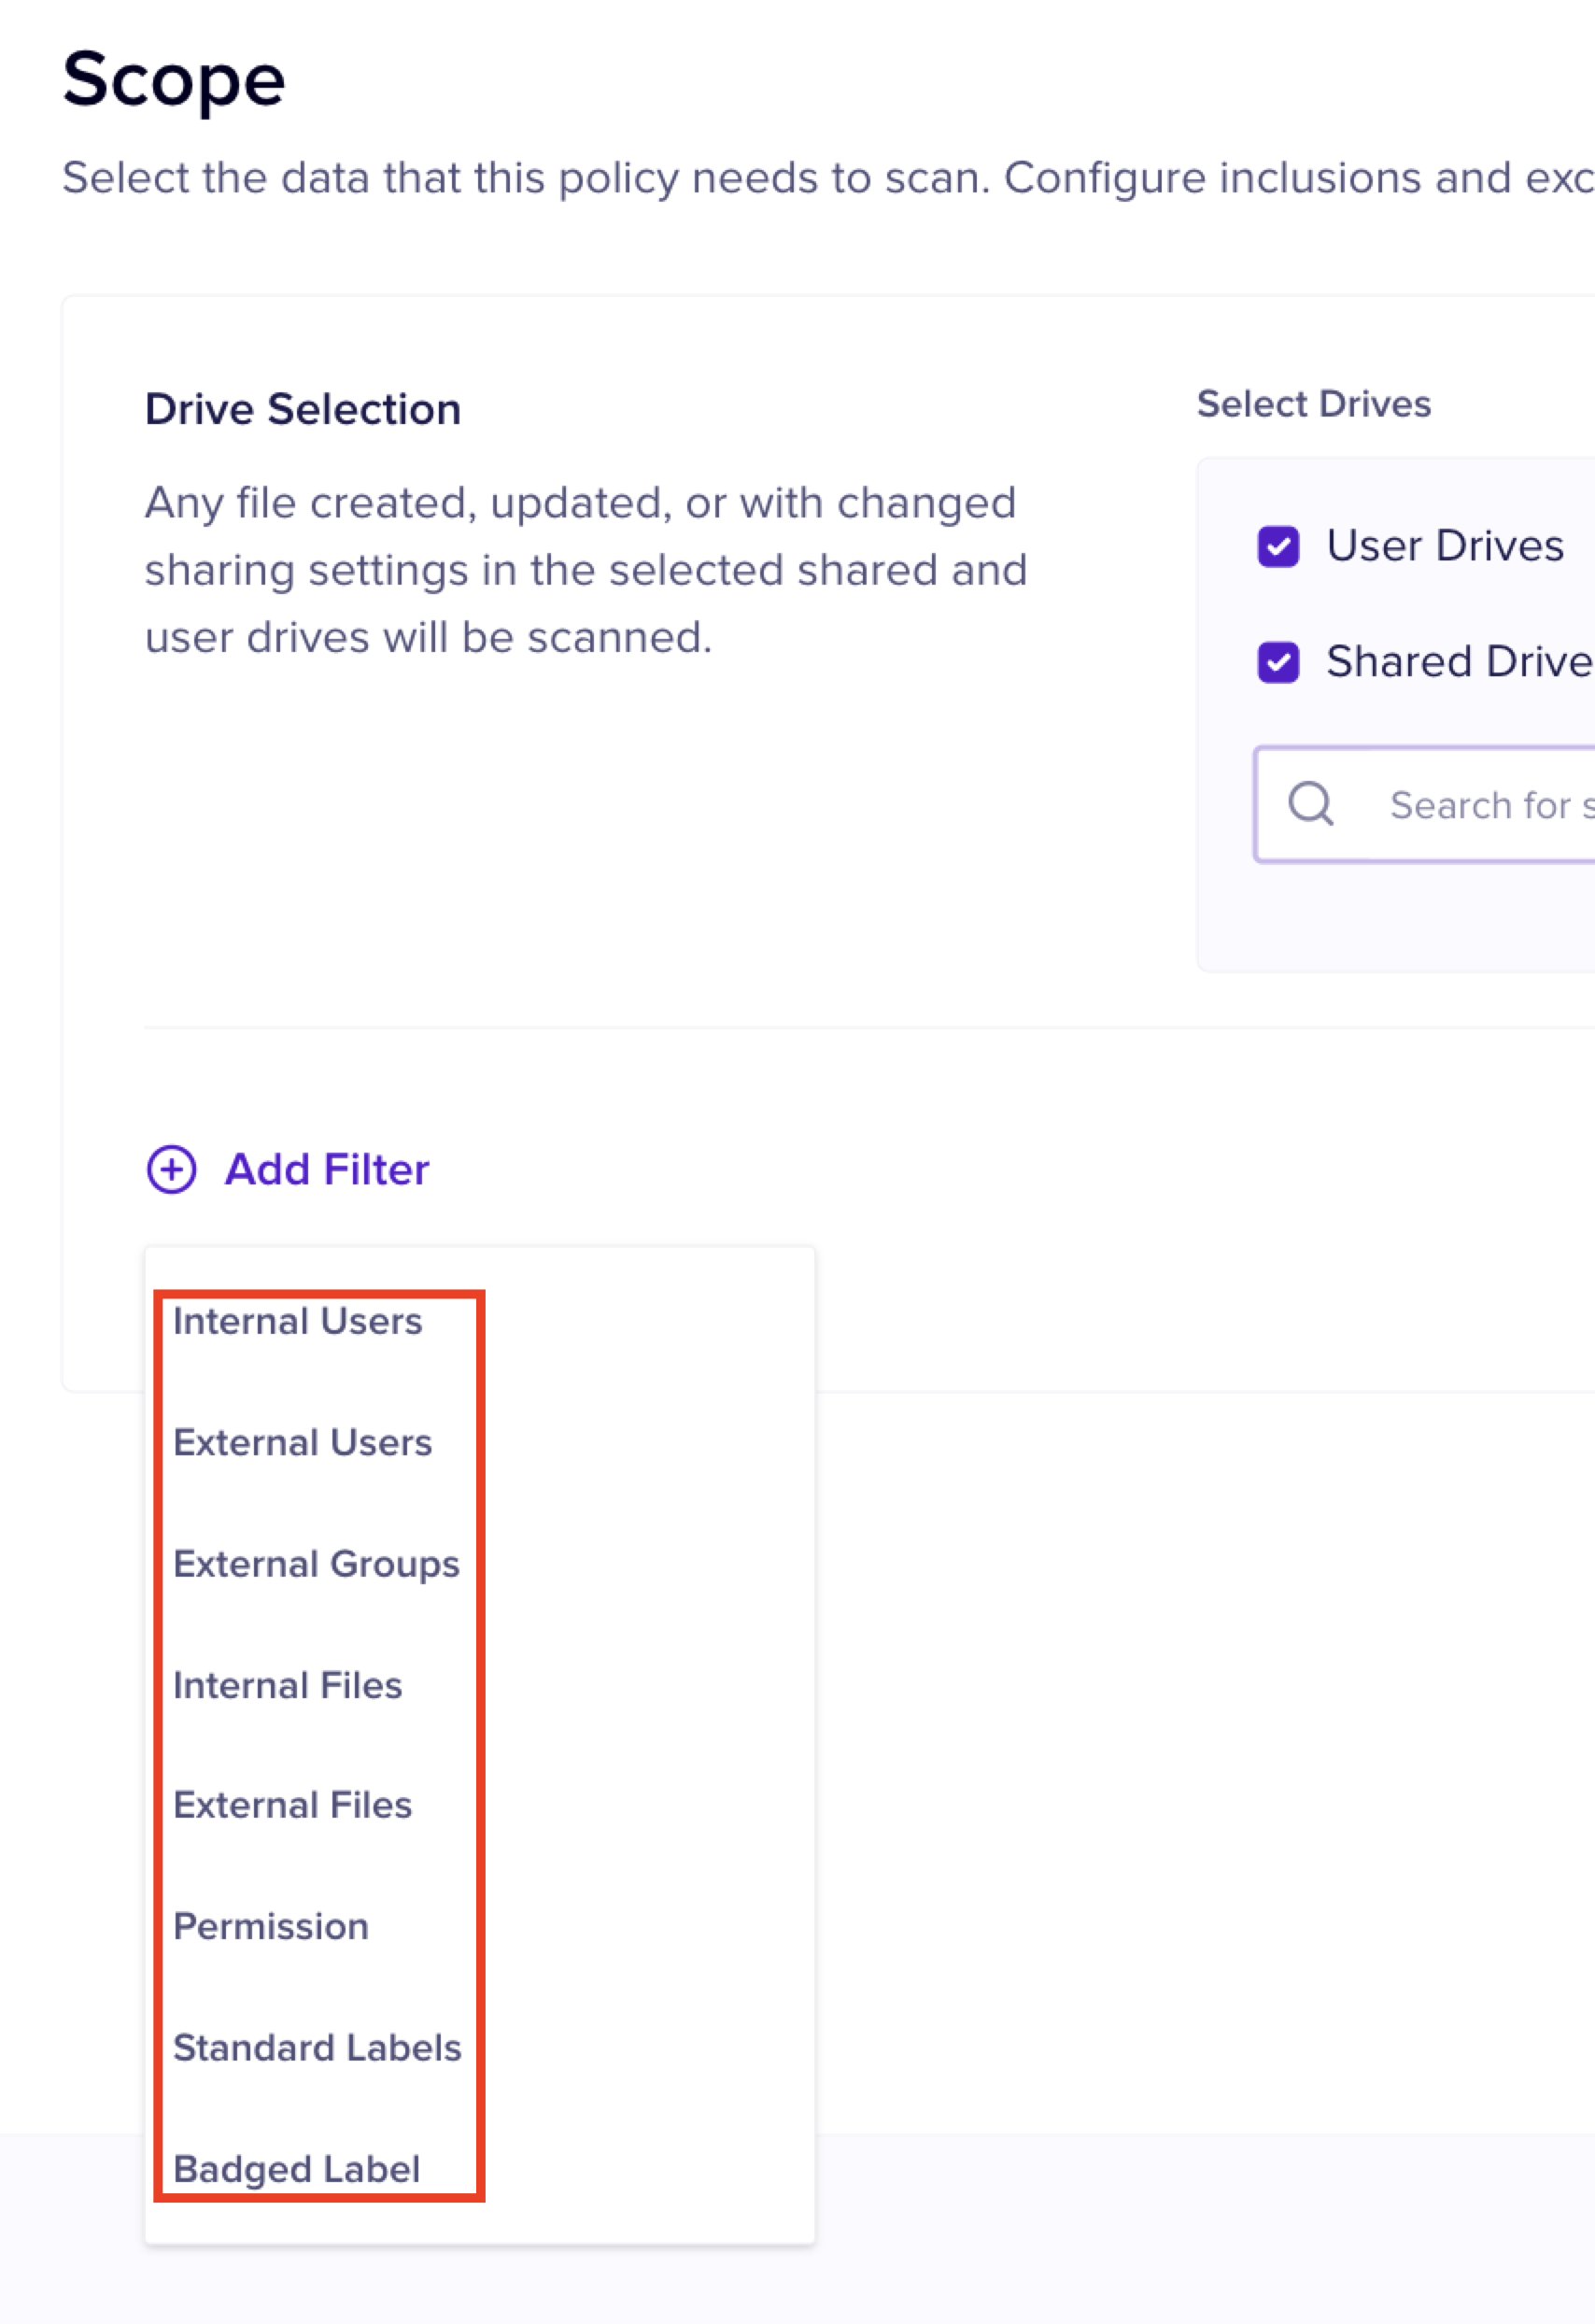 Scope
Select the data that this policy needs to scan. Configure inclusions and
Drive Selection
Any file created, updated, or with changed
sharing settings in the selected shared and
user drives will be scanned.
Select Drives
User Drives
Shared Drive
Search for
Add Filter
Internal Users
External Users
External Groups
Internal Files
External Files
Permission
Standard Labels
Badged Label